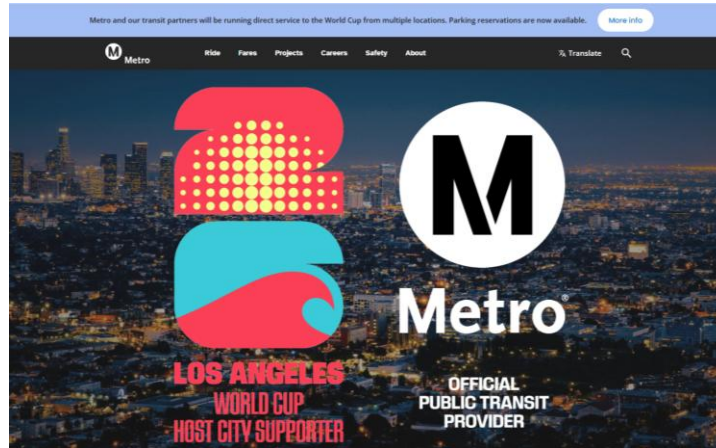 Metro and our transit partners will be running direct service to the World Cup from multiple locations. Parking reservations are now available. More info
M Metro Ride Fares Projects Careers Safety About Translate
26
M
Metro®
LOS ANGELES
WORLD CUP
HOST CITY SUPPORTER
OFFICIAL
PUBLIC TRANSIT
PROVIDER